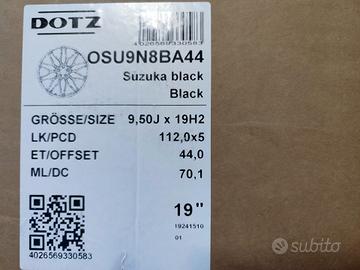 DOTZ
4026569330583
OSU9N8BA44
Suzuka black
Black
GRÖSSE/SIZE 9,50J x 19H2
LK/PCD 112,0x5
ET/OFFSET 44,0
ML/DC 70,1
19"
19241510
01
4026569330583
subito